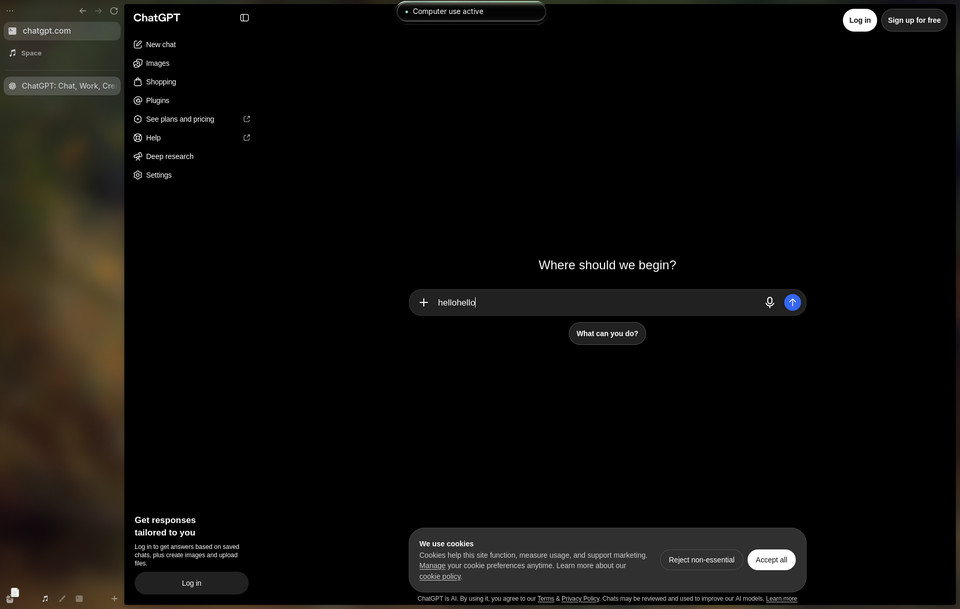 chatgpt.com
Space
ChatGPT: Chat, Work, Cre
ChatGPT
New chat
Images
Shopping
Plugins
See plans and pricing
Help
Deep research
Settings
Get responses
tailored to you
Log in to get answers based on saved
chats, plus create images and upload
files.
Log in
Computer use active
Log in
Sign up for free
Where should we begin?
hellohello
What can you do?
We use cookies
Cookies help this site function, measure usage, and support marketing.
Manage your cookie preferences anytime. Learn more about our
cookie policy.
Reject non-essential
Accept all
ChatGPT is AI. By using it, you agree to our Terms & Privacy Policy. Chats may be reviewed and used to improve our AI models. Learn more